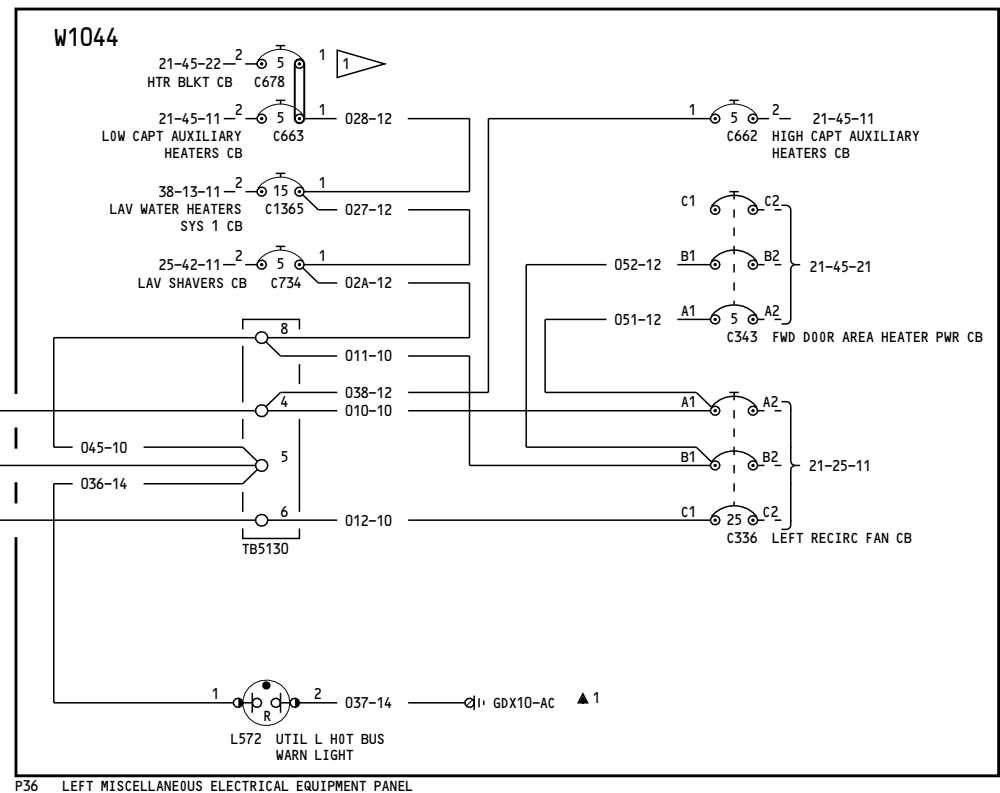 W1044
21-45-22 2 5 1 1
HTR BLKT CB C678
21-45-11 2 5 1 028-12 1 5 2 21-45-11
LOW CAPT AUXILIARY C663 C662 HIGH CAPT AUXILIARY
HEATERS CB HEATERS CB
38-13-11 2 15 1 C1 C2
LAV WATER HEATERS C1365 027-12
SYS 1 CB
25-42-11 2 5 1 052-12 B1 B2 21-45-21
LAV SHAVERS CB C734 02A-12
051-12 A1 5 A2
8 C343 FWD DOOR AREA HEATER PWR CB
011-10
038-12
4 010-10 A1 A2
045-10 5 B1 B2 21-25-11
036-14
6 012-10 C1 25 C2
C336 LEFT RECIRC FAN CB
TB5130
1 R 2 037-14 GDX10-AC 1
L572 UTIL L HOT BUS
WARN LIGHT
P36 LEFT MISCELLANEOUS ELECTRICAL EQUIPMENT PANEL